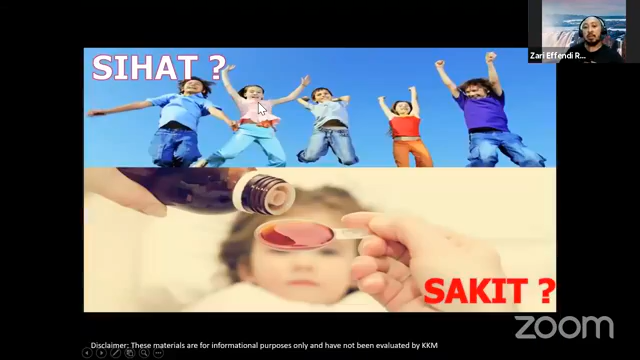 Zari Effendi R...
SIHAT ?
SAKIT ?
zoom
Disclaimer: These materials are for informational purposes only and have not been evaluated by KKM